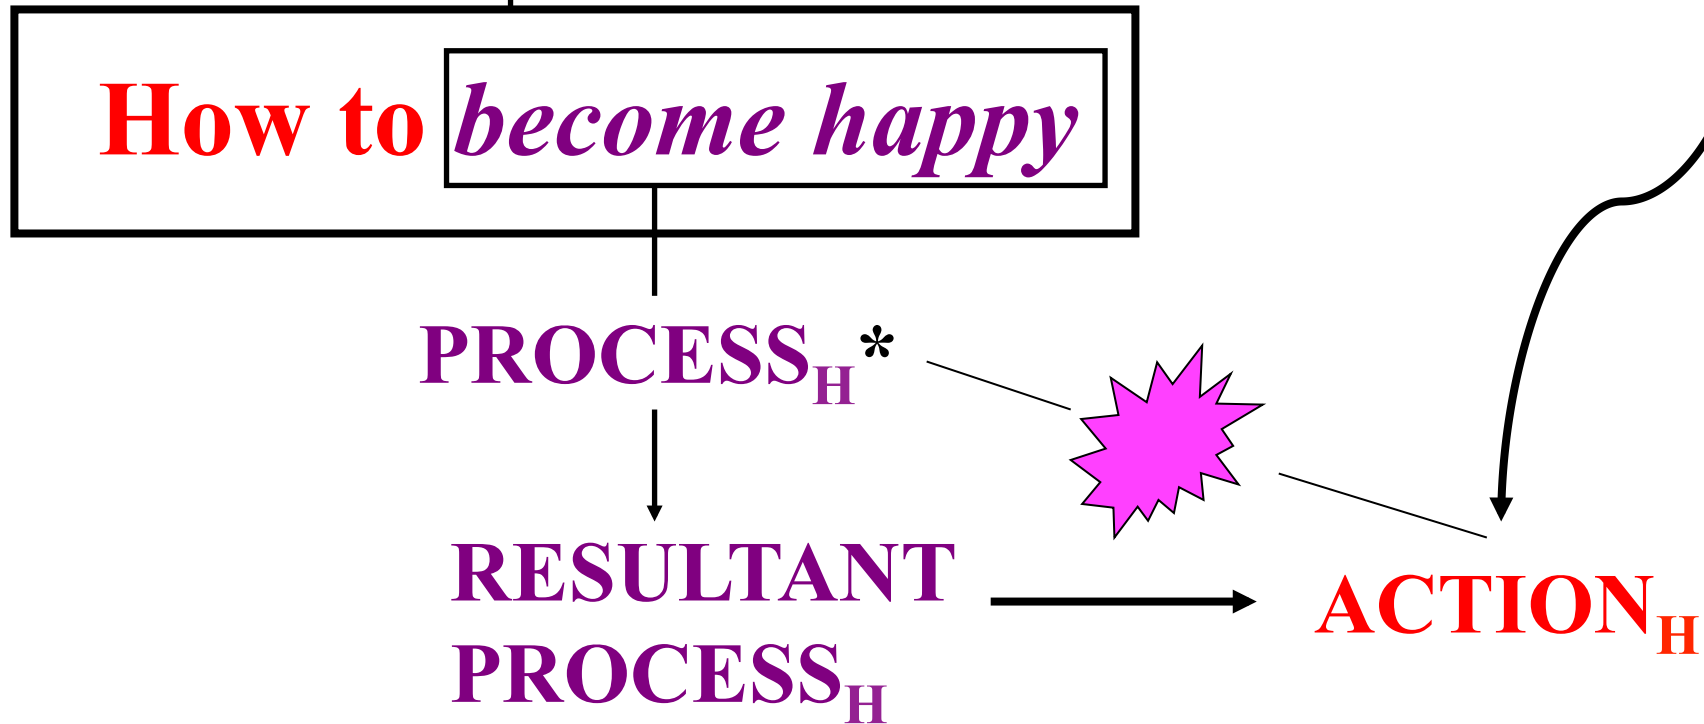 How to become happy
PROCESSH*
RESULTANT
PROCESSH
ACTIONH